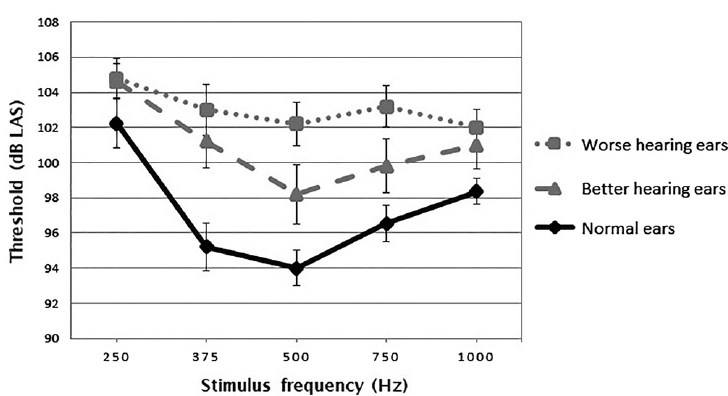 108
106
104
102
100
98
96
94
92
90
Threshold (dB LAS)
250 375 500 750 1000
Stimulus frequency (Hz)
Worse hearing ears
Better hearing ears
Normal ears